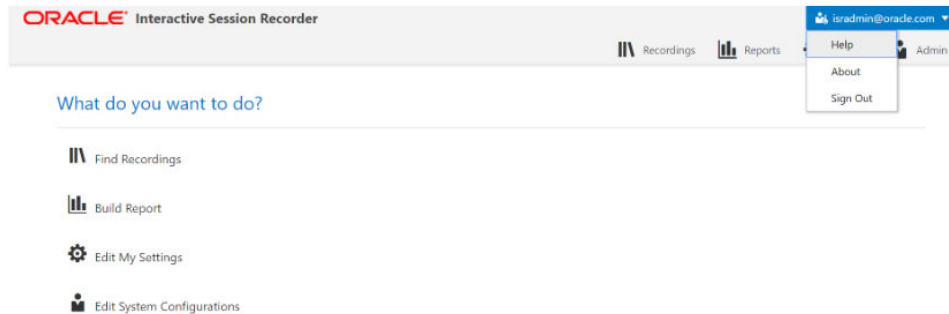 ORACLE® Interactive Session Recorder
isradmin@oracle.com
Recordings Reports Admin
Help
About
Sign Out
What do you want to do?
Find Recordings
Build Report
Edit My Settings
Edit System Configurations